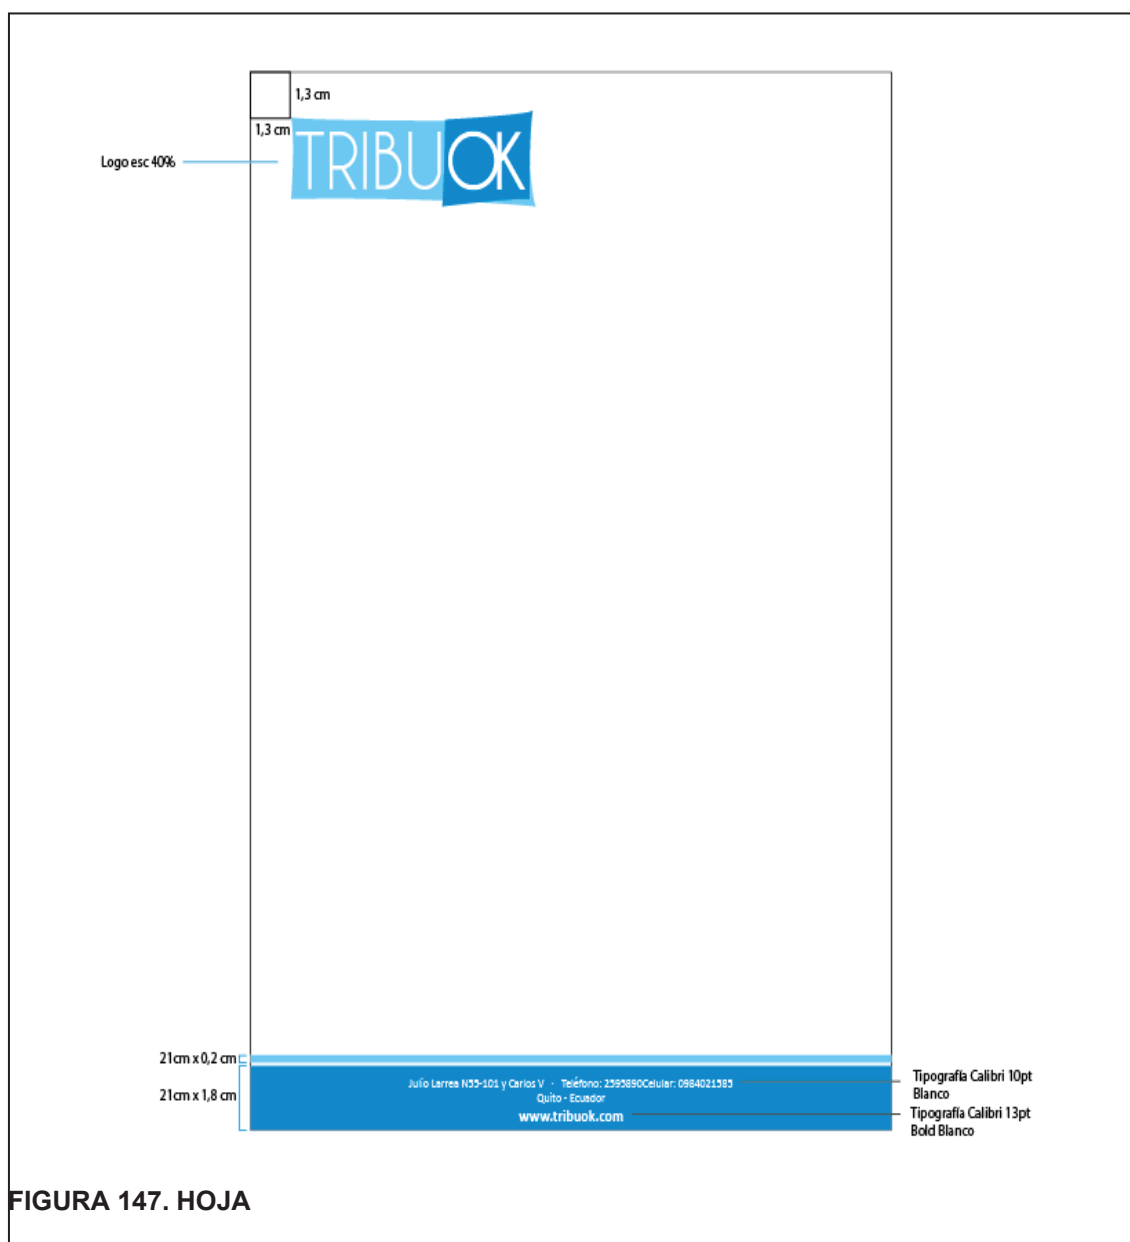 1,3 cm
1,3 cm
Logo esc 40%
TRIBUOK
21cm x 0,2 cm
21cm x 1,8 cm
Julio Larrea N55-101 y Carlos V · Teléfono: 2595890Celular: 0984021585
Quito - Ecuador
www.tribuok.com
Tipografía Calibri 10pt
Blanco
Tipografía Calibri 13pt
Bold Blanco
FIGURA 147. HOJA